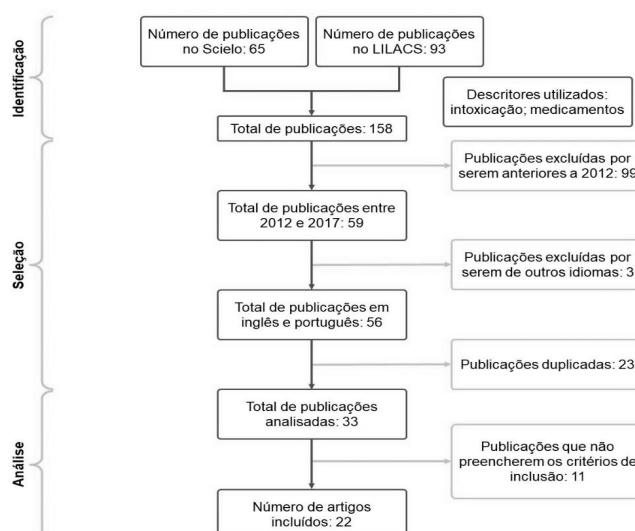 Identificação
Número de publicações
no Scielo: 65
Número de publicações
no LILACS: 93
Descritores utilizados:
intoxicação; medicamentos
Total de publicações: 158
Publicações excluídas por
serem anteriores a 2012: 99
Seleção
Total de publicações entre
2012 e 2017: 59
Publicações excluídas por
serem de outros idiomas: 3
Total de publicações em
inglês e português: 56
Publicações duplicadas: 23
Análise
Total de publicações
analisadas: 33
Publicações que não
preencherem os critérios de
inclusão: 11
Número de artigos
incluídos: 22